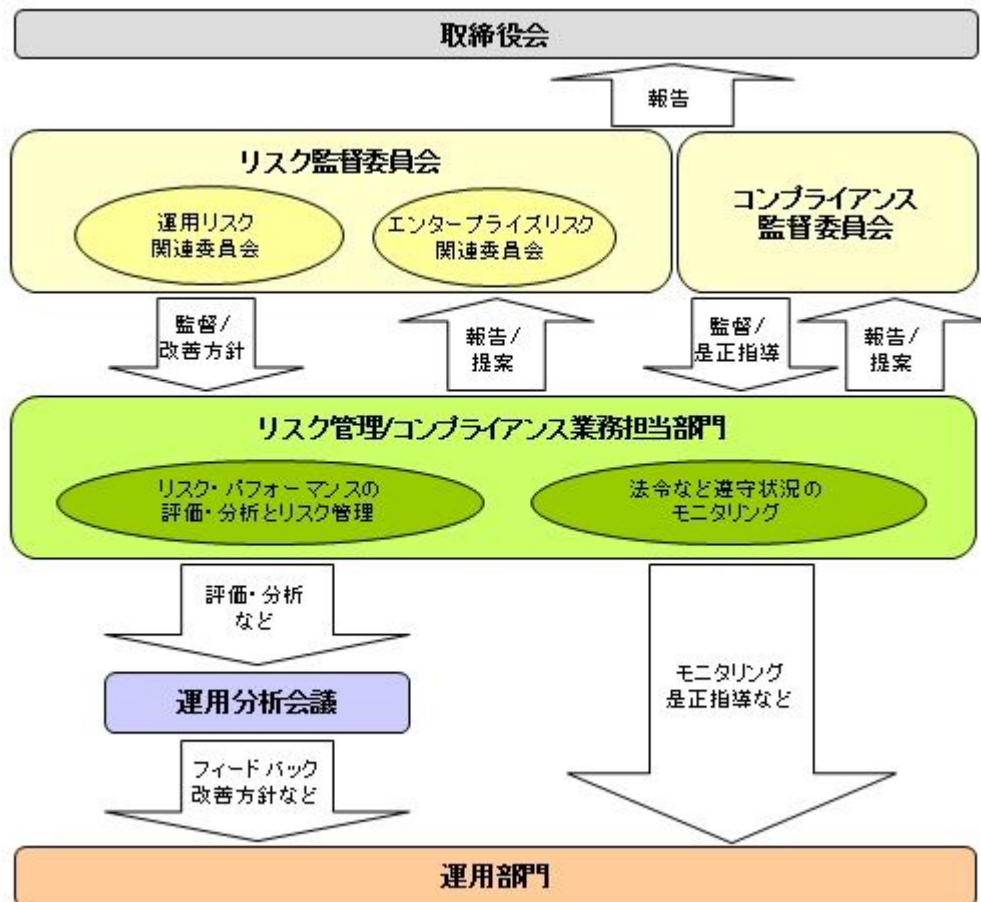 取締役会
報告
リスク監督委員会
運用リスク
関連委員会
エンタープライズリスク
関連委員会
コンプライアンス
監督委員会
監督/
改善方針
報告/
提案
監督/
是正指導
報告/
提案
リスク管理/コンプライアンス業務担当部門
リスク・パフォーマンスの
評価・分析とリスク管理
法令など遵守状況の
モニタリング
評価・分析
など
運用分析会議
モニタリング
是正指導など
フィードバック
改善方針など
運用部門